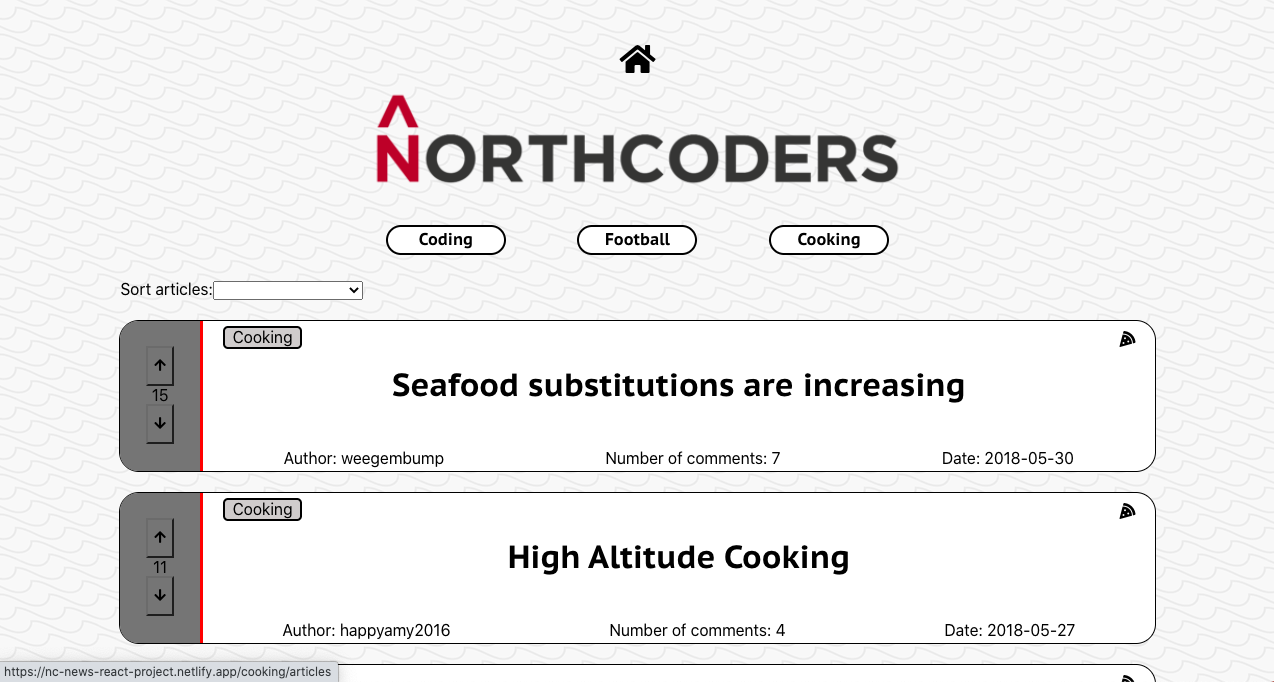 NORTHCODERS
Coding Football Cooking
Sort articles:
Cooking
15
Seafood substitutions are increasing
Author: weegembump Number of comments: 7 Date: 2018-05-30
Cooking
11
High Altitude Cooking
Author: happyamy2016 Number of comments: 4 Date: 2018-05-27
https://nc-news-react-project.netlify.app/cooking/articles